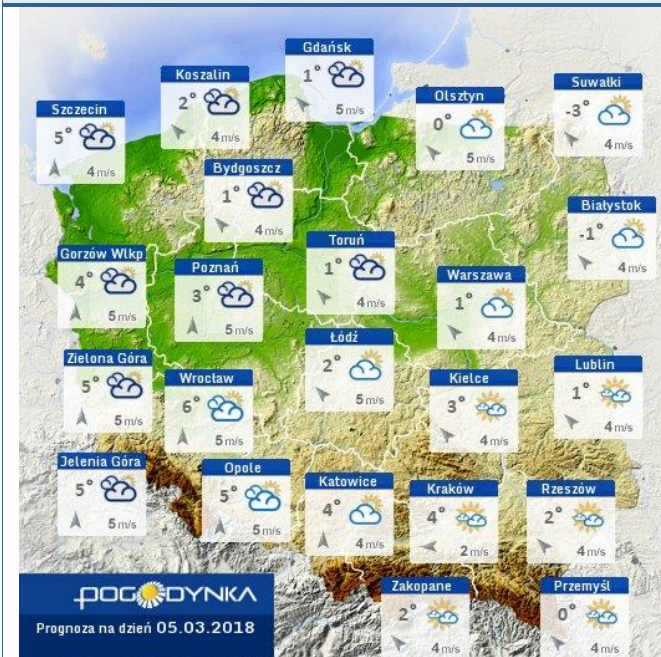 Gdańsk
1°
5 m/s
Koszalin
2°
4 m/s
Suwałki
-3°
4 m/s
Olsztyn
0°
5 m/s
Szczecin
5°
4 m/s
Bydgoszcz
1°
4 m/s
Białystok
-1°
4 m/s
Toruń
1°
4 m/s
Gorzów Wlkp
4°
5 m/s
Poznań
3°
5 m/s
Warszawa
1°
4 m/s
Łódź
2°
5 m/s
Zielona Góra
5°
5 m/s
Wrocław
6°
5 m/s
Kielce
3°
4 m/s
Lublin
1°
4 m/s
Jelenia Góra
5°
5 m/s
Opole
5°
5 m/s
Katowice
4°
4 m/s
Kraków
4°
2 m/s
Rzeszów
2°
4 m/s
Zakopane
-2°
4 m/s
Przemyśl
0°
4 m/s
POGODYNKA
Prognoza na dzień 05.03.2018